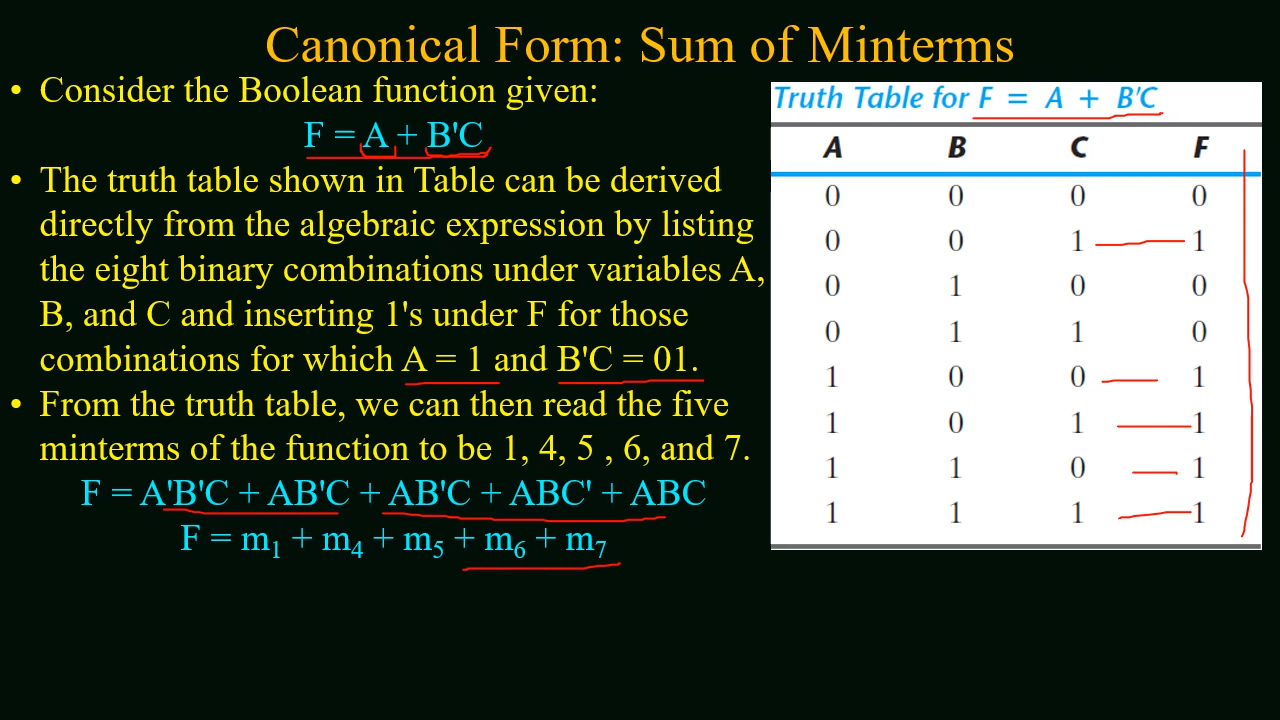 Canonical Form: Sum of Minterms
• Consider the Boolean function given:
F = A + B'C
• The truth table shown in Table can be derived
directly from the algebraic expression by listing
the eight binary combinations under variables A,
B, and C and inserting 1's under F for those
combinations for which A = 1 and B'C = 01.
• From the truth table, we can then read the five
minterms of the function to be 1, 4, 5 , 6, and 7.
F = A'B'C + AB'C + AB'C + ABC' + ABC
F = m₁ + m₄ + m₅ + m₆ + m₇
Truth Table for F = A + B'C
A B C F
0 0 0 0
0 0 1 1
0 1 0 0
0 1 1 0
1 0 0 1
1 0 1 1
1 1 0 1
1 1 1 1